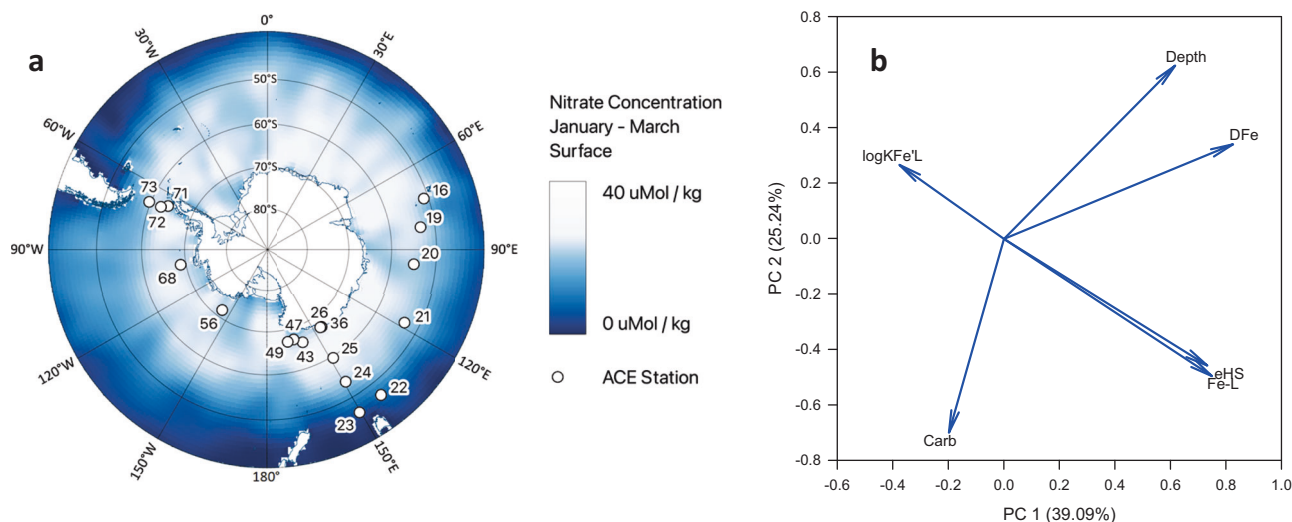 a
0°
30°W
30°E
50°S
60°S
60°W
60°E
70°S
80°S
73
71
72
16
19
90°W
90°E
20
68
56
21
26
36
47
49
43
25
24
22
23
120°W
120°E
150°W
150°E
180°
Nitrate Concentration
January - March
Surface
40 uMol / kg
0 uMol / kg
ACE Station
b
0.8
0.6
0.4
0.2
0.0
-0.2
-0.4
-0.6
-0.8
PC 2 (25.24%)
Depth
DFe
logKFe'L
eHS
Fe-L
Carb
-0.6
-0.4
-0.2
0.0
0.2
0.4
0.6
0.8
1.0
PC 1 (39.09%)